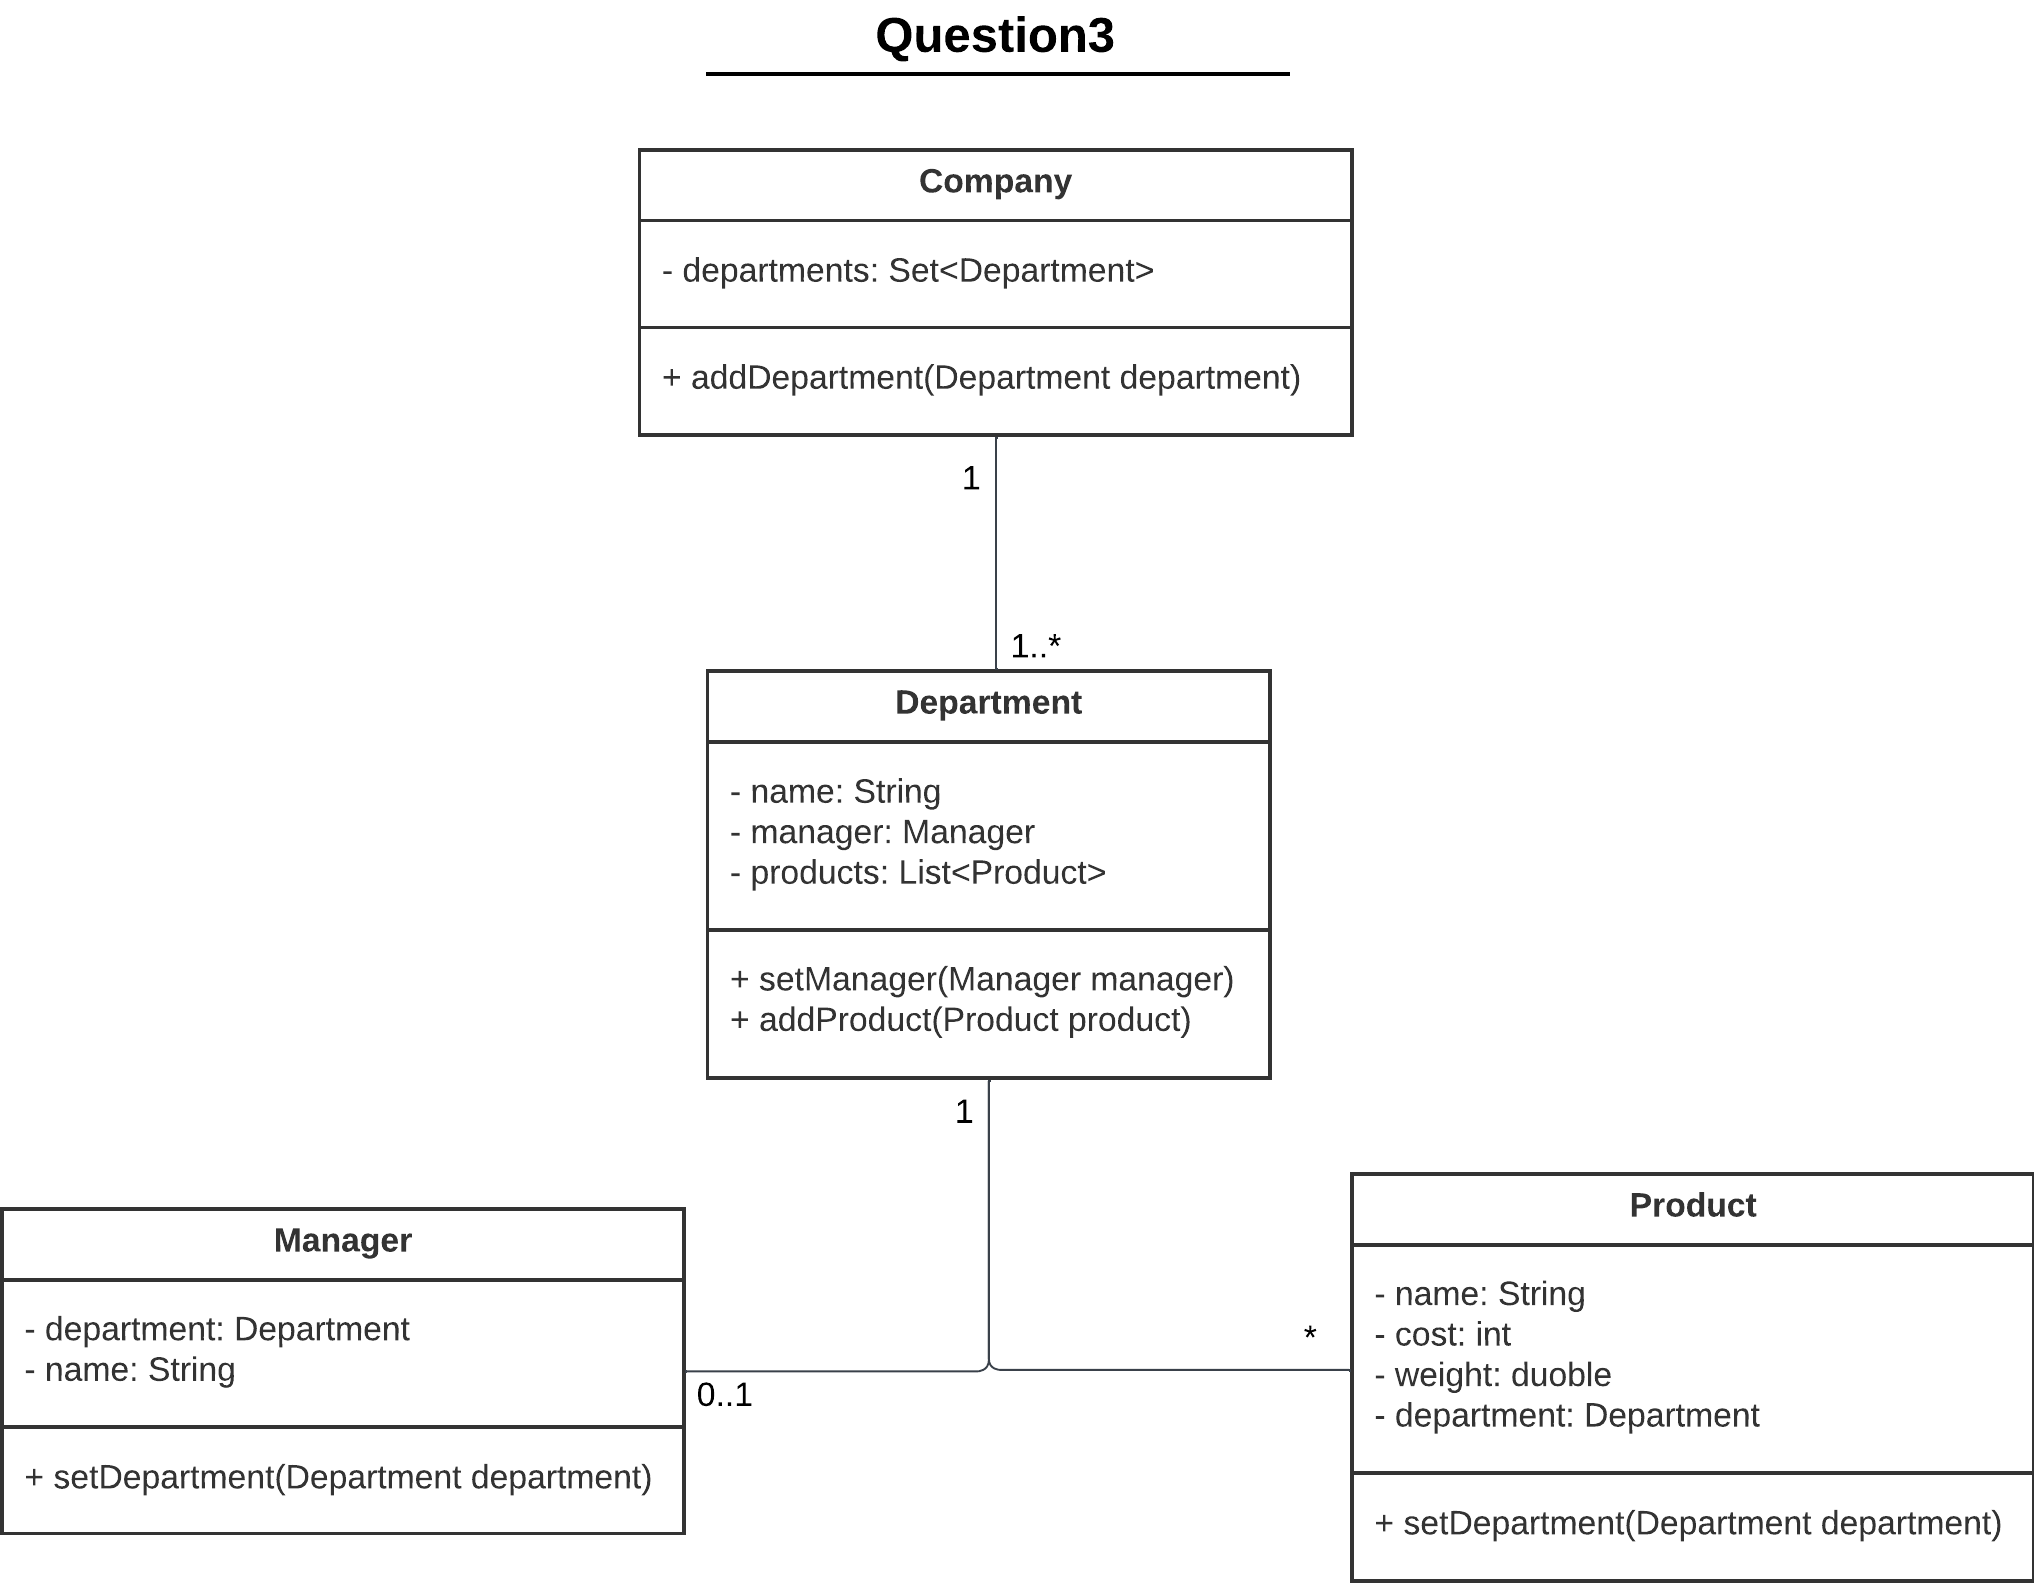 Question3
Company
- departments: Set<Department>
+ addDepartment(Department department)
1
1..*
Department
- name: String
- manager: Manager
- products: List<Product>
+ setManager(Manager manager)
+ addProduct(Product product)
1
Manager
- department: Department
- name: String
+ setDepartment(Department department)
0..1
*
Product
- name: String
- cost: int
- weight: duoble
- department: Department
+ setDepartment(Department department)